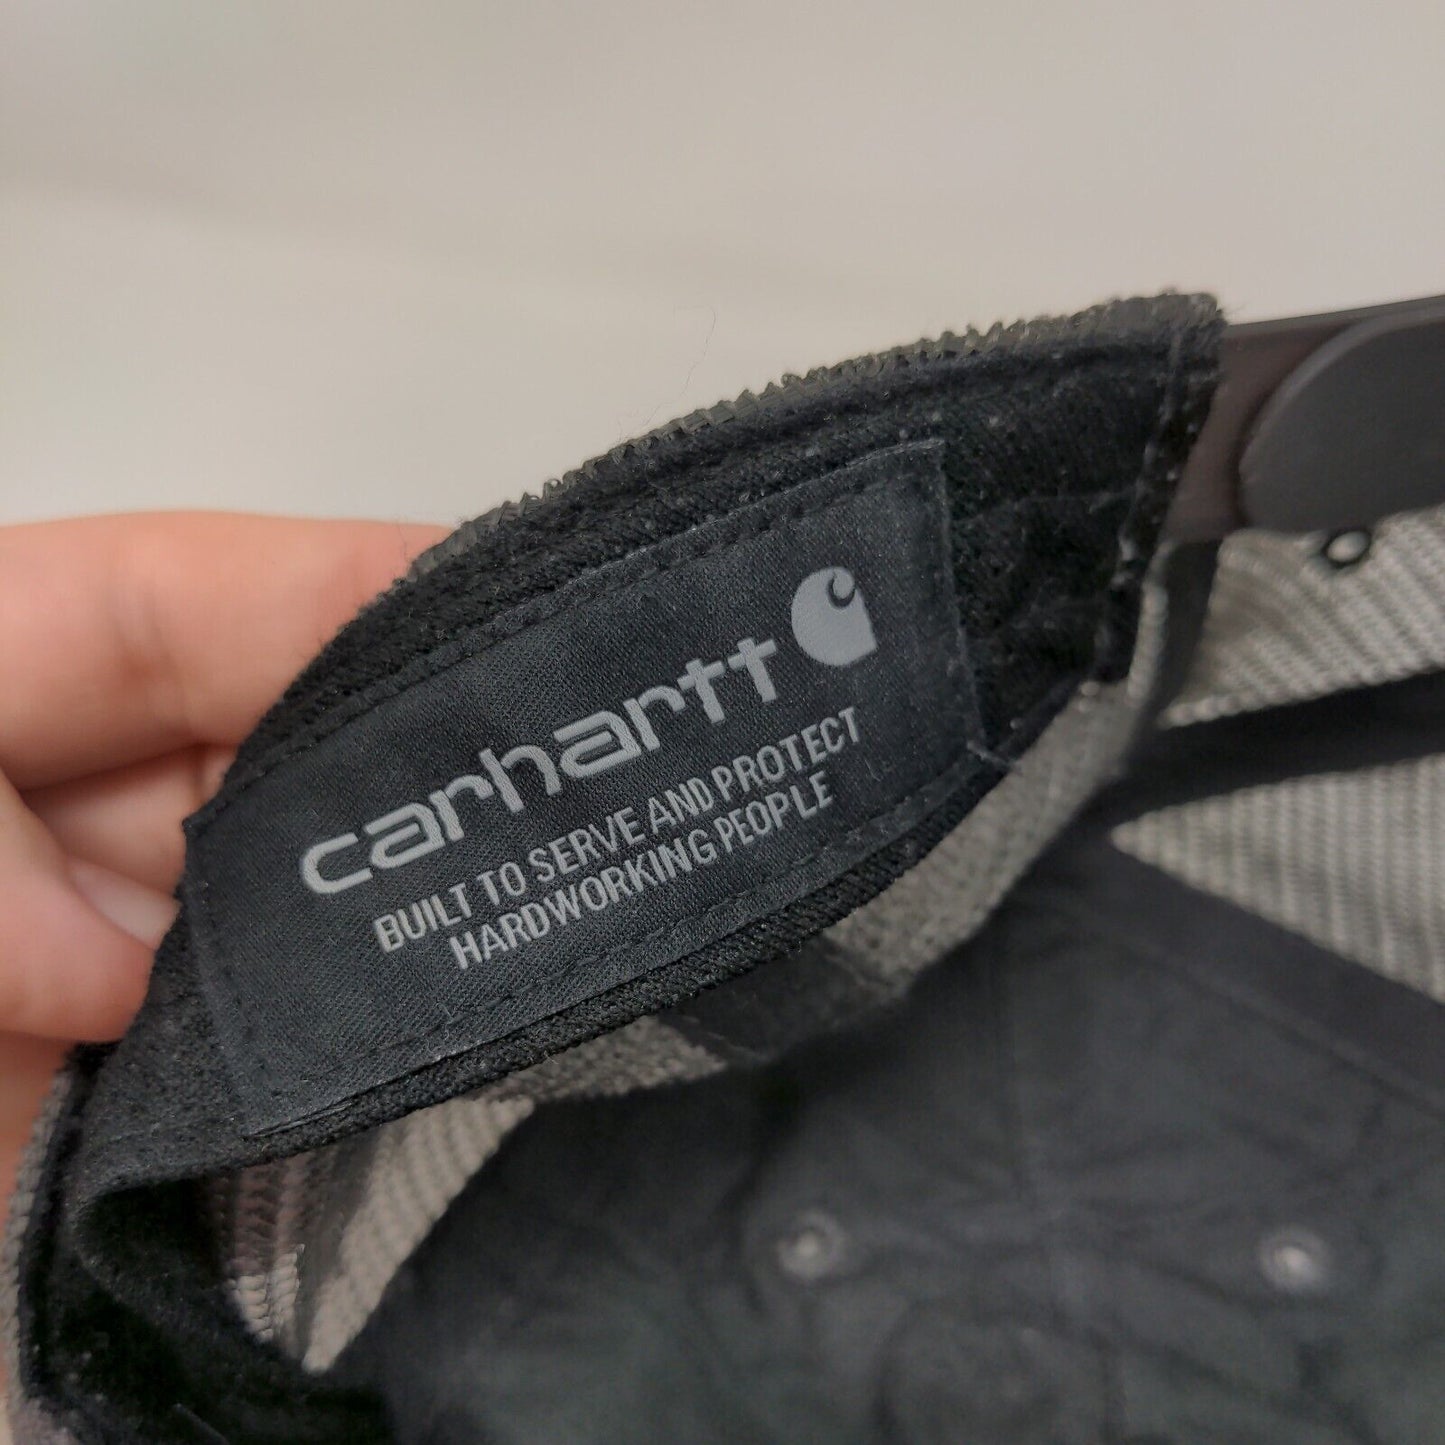 carhartt
BUILT TO SERVE AND PROTECT
HARDWORKING PEOPLE